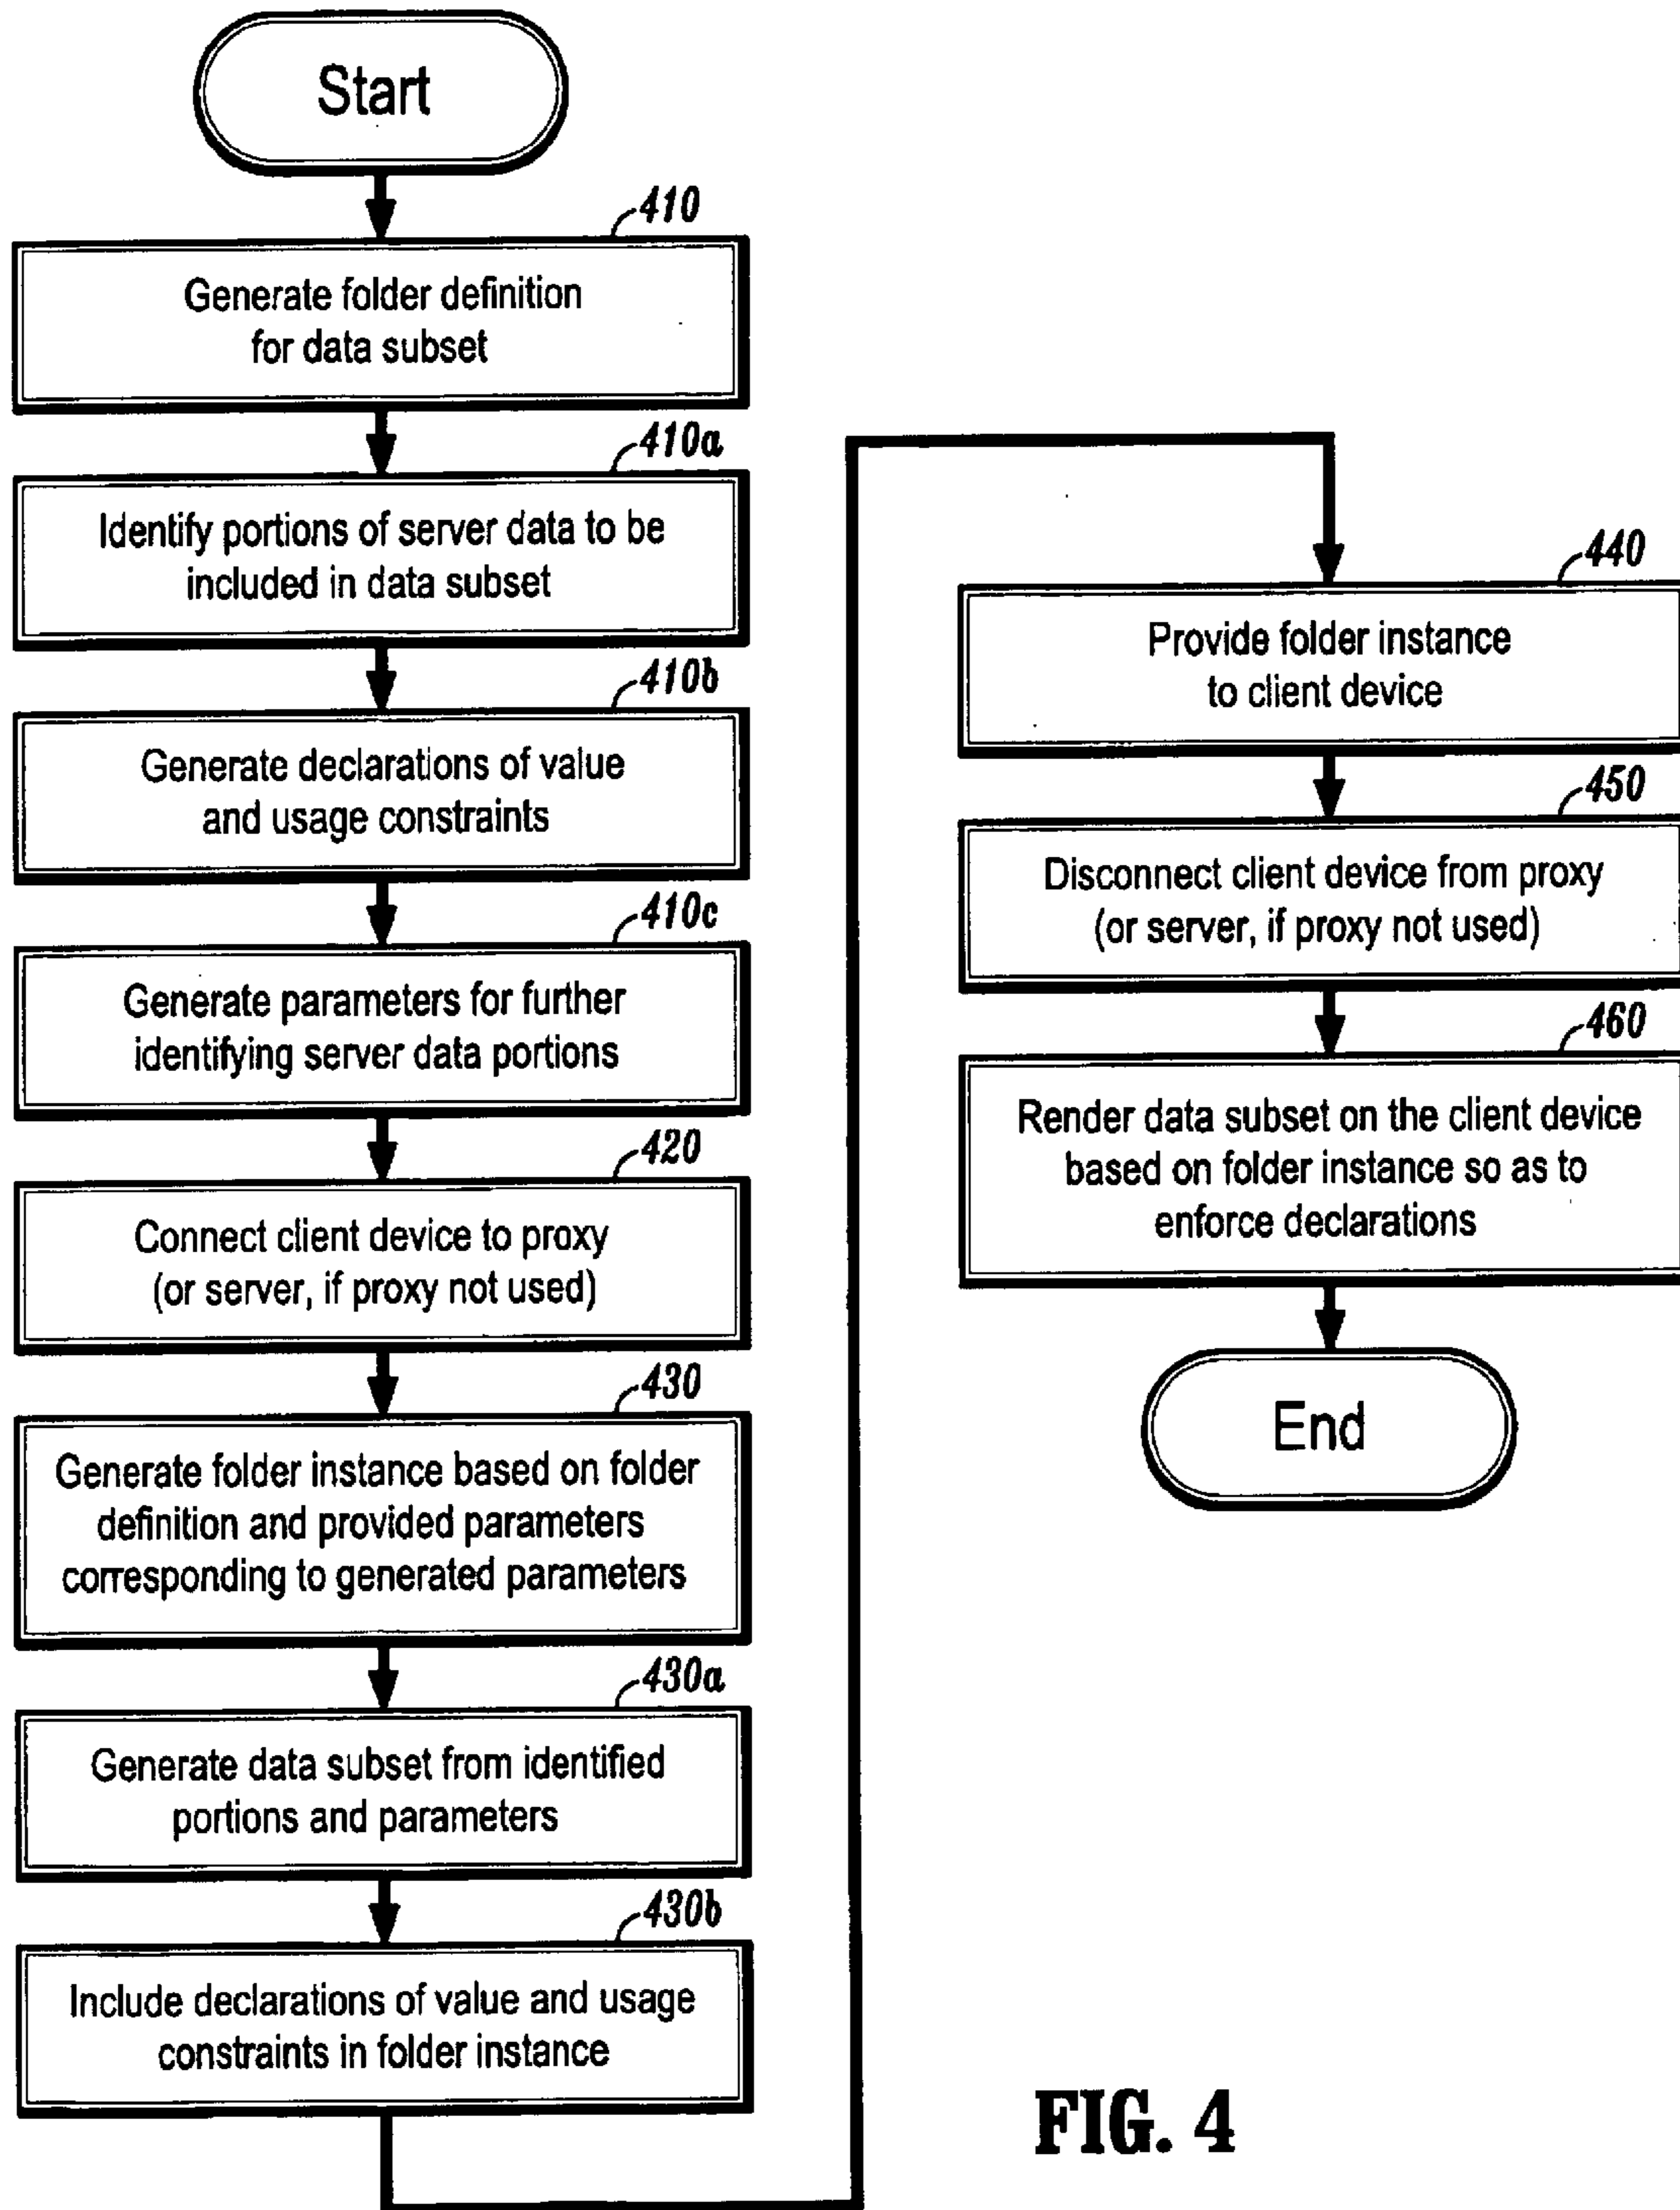 Start
410
Generate folder definition
for data subset
410a
Identify portions of server data to be
included in data subset
410b
Generate declarations of value
and usage constraints
410c
Generate parameters for further
identifying server data portions
420
Connect client device to proxy
(or server, if proxy not used)
430
Generate folder instance based on folder
definition and provided parameters
corresponding to generated parameters
430a
Generate data subset from identified
portions and parameters
430b
Include declarations of value and usage
constraints in folder instance
440
Provide folder instance
to client device
450
Disconnect client device from proxy
(or server, if proxy not used)
460
Render data subset on the client device
based on folder instance so as to
enforce declarations
End
FIG. 4